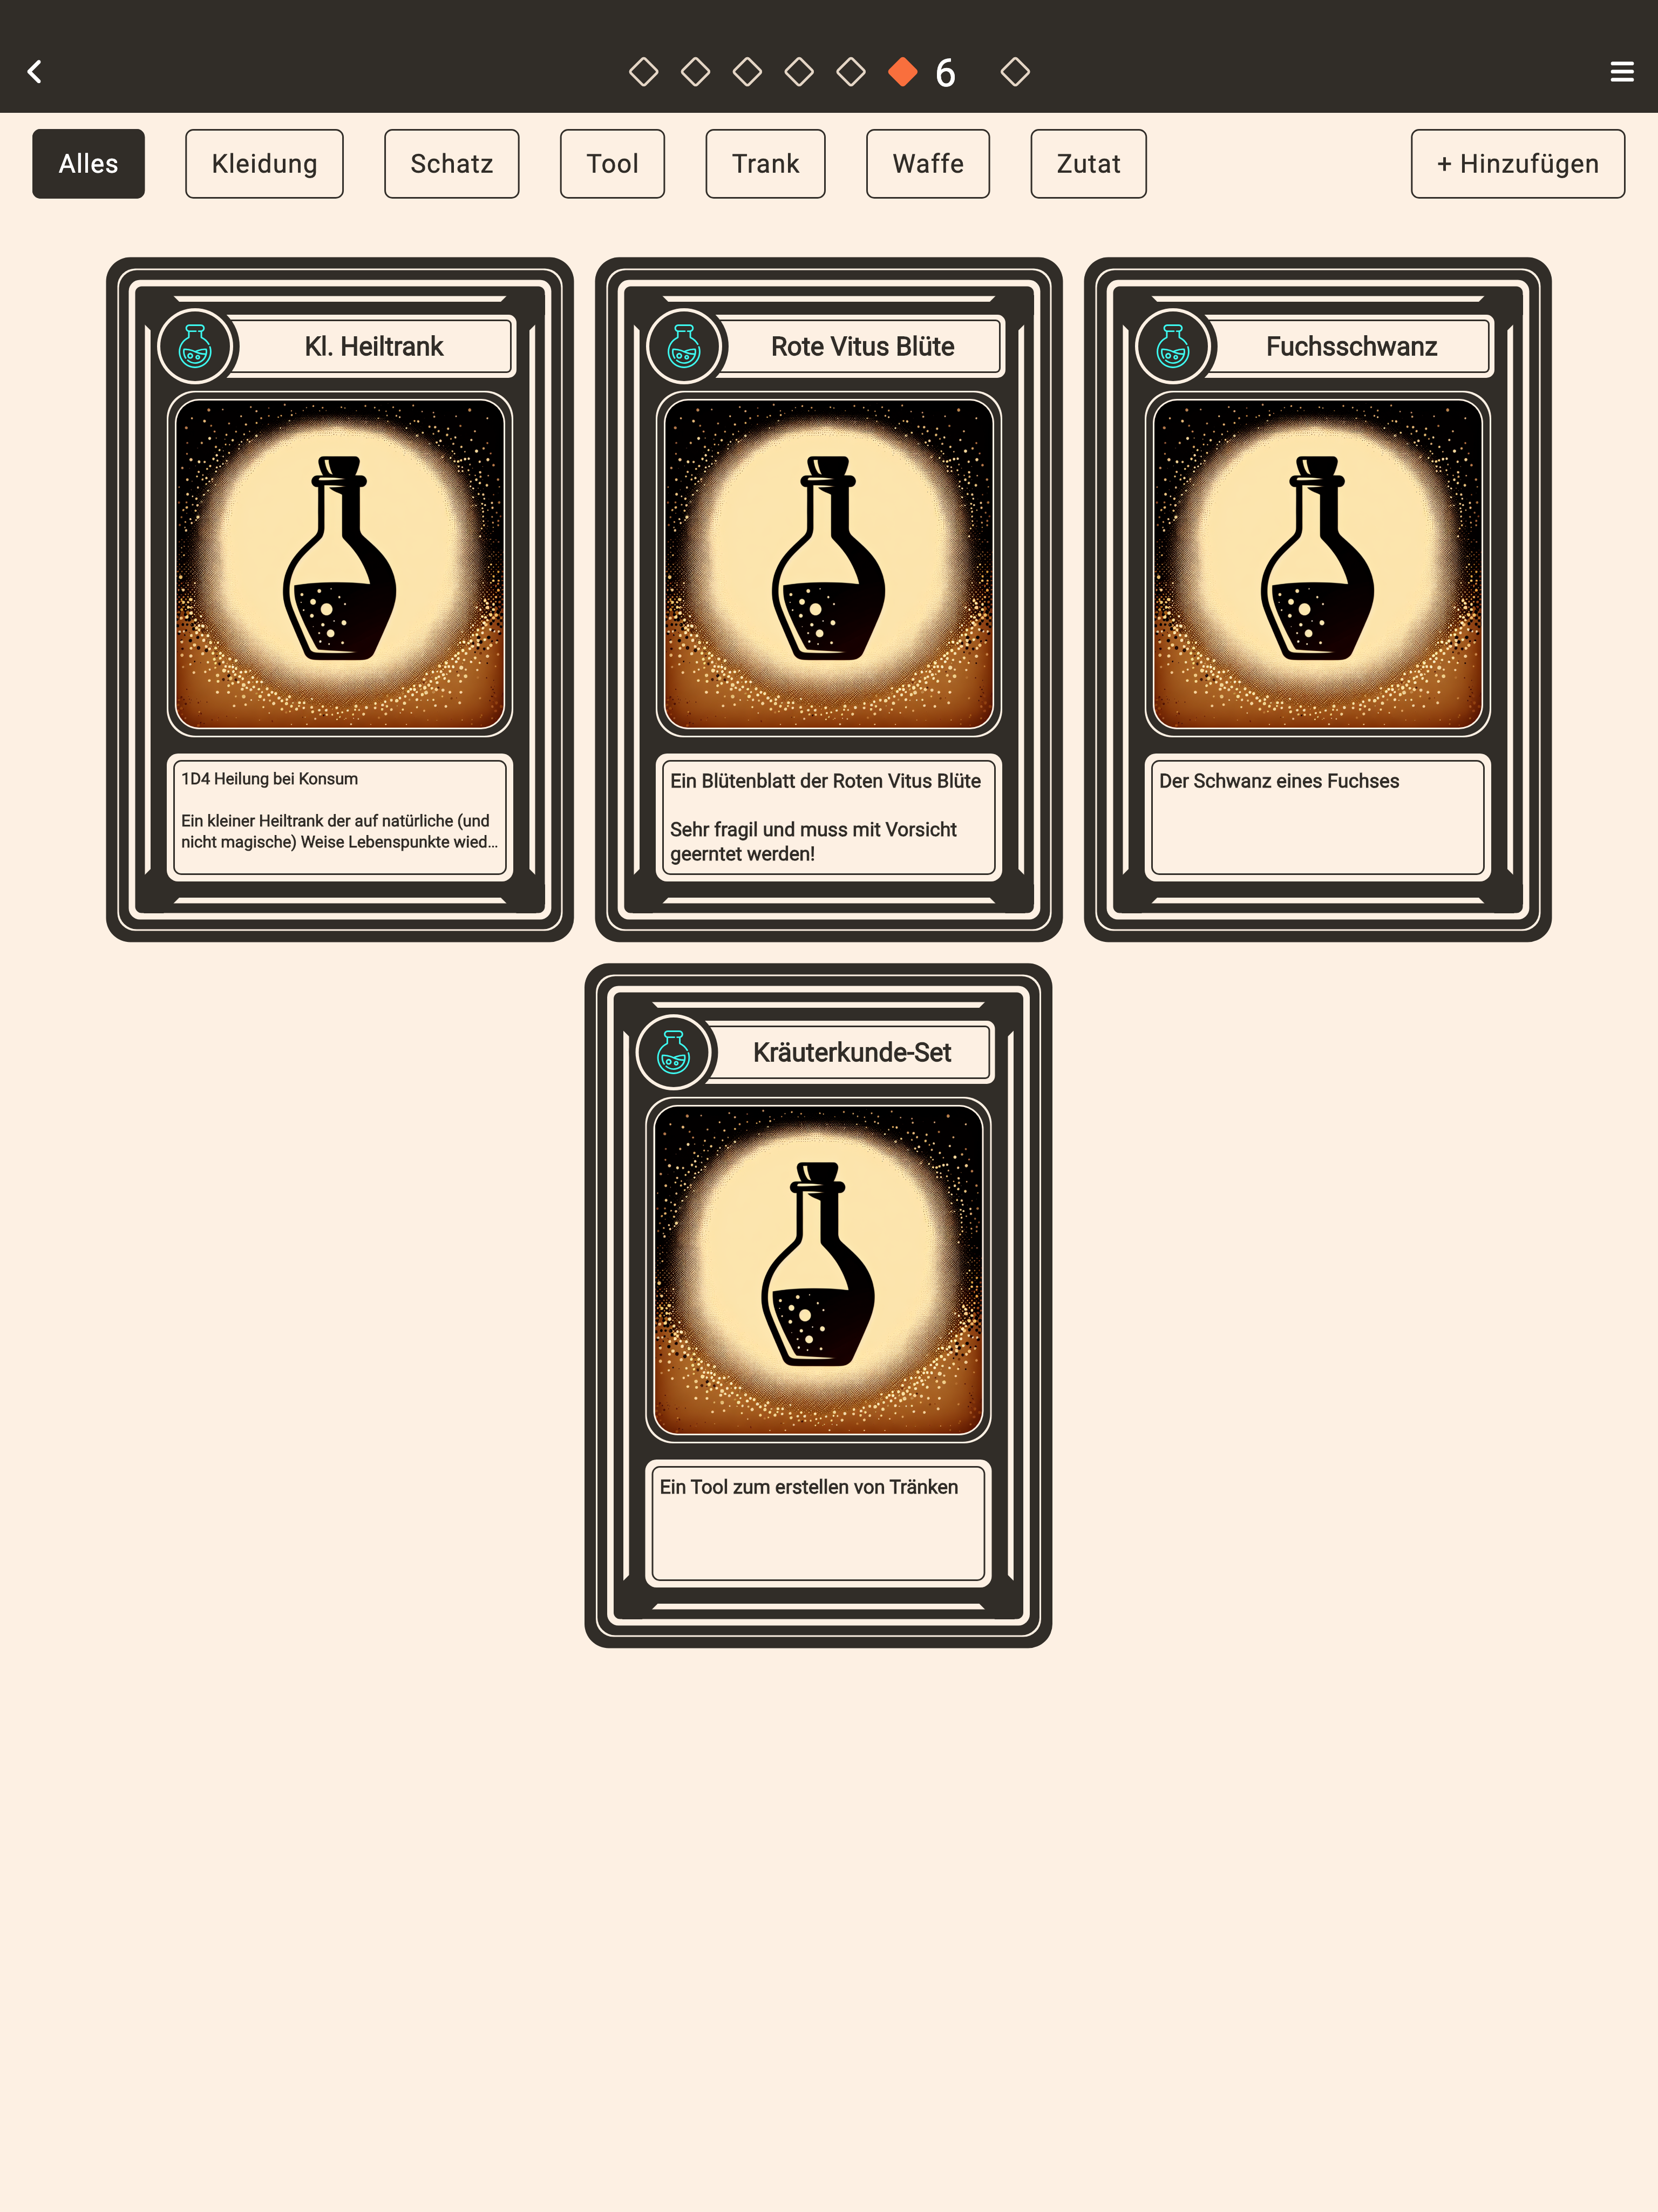 6
Alles
Kleidung
Schatz
Tool
Trank
Waffe
Zutat
+ Hinzufügen
Kl. Heiltrank
1D4 Heilung bei Konsum
Ein kleiner Heiltrank der auf natürliche (und
nicht magische) Weise Lebenspunkte wied...
Rote Vitus Blüte
Ein Blütenblatt der Roten Vitus Blüte
Sehr fragil und muss mit Vorsicht
geerntet werden!
Fuchsschwanz
Der Schwanz eines Fuchses
Kräuterkunde-Set
Ein Tool zum erstellen von Tränken